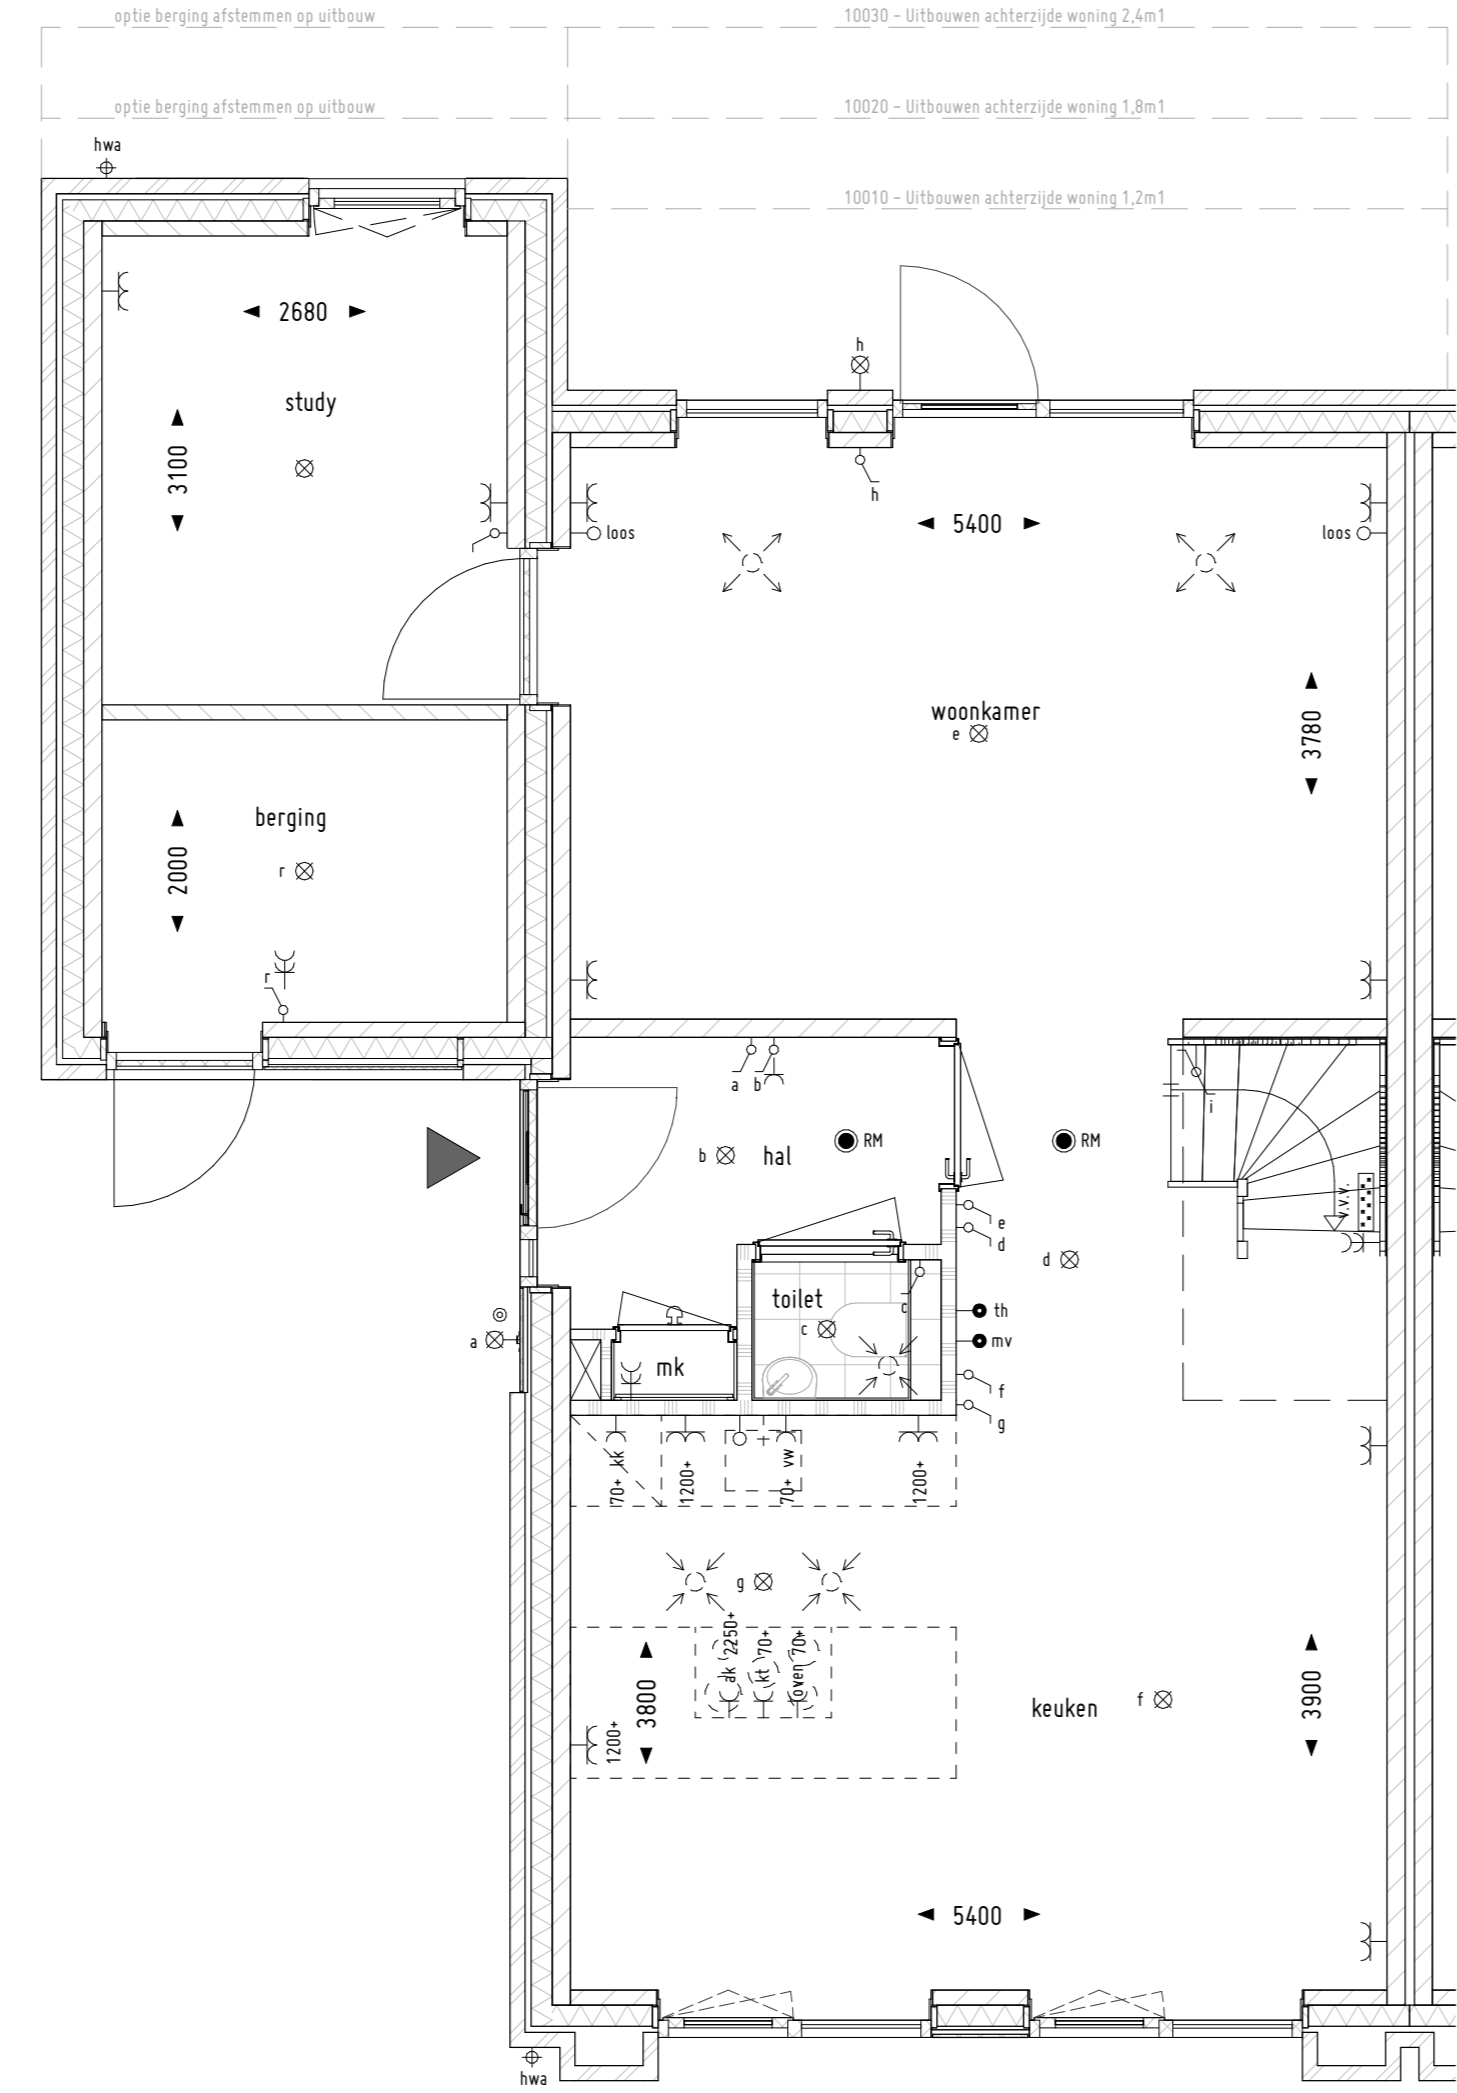 optie berging afstemmen op uitbouw
10030 - Uitbouwen achterzijde woning 2,4m1
optie berging afstemmen op uitbouw
10020 - Uitbouwen achterzijde woning 1,8m1
hwa
10010 - Uitbouwen achterzijde woning 1,2m1
2680
h
study
3100
h
5400
loos
loos
woonkamer
e
3780
berging
2000
r
r
a b
i
b
hal
RM
RM
e
d
d
v.v.v.
toilet
c
c
th
mv
a
mk
f
g
70+ kk
1200+
70+ vw
1200+
g
ak 2250+
kt 70+
oven 70+
3800
1200+
keuken
f
3900
5400
hwa